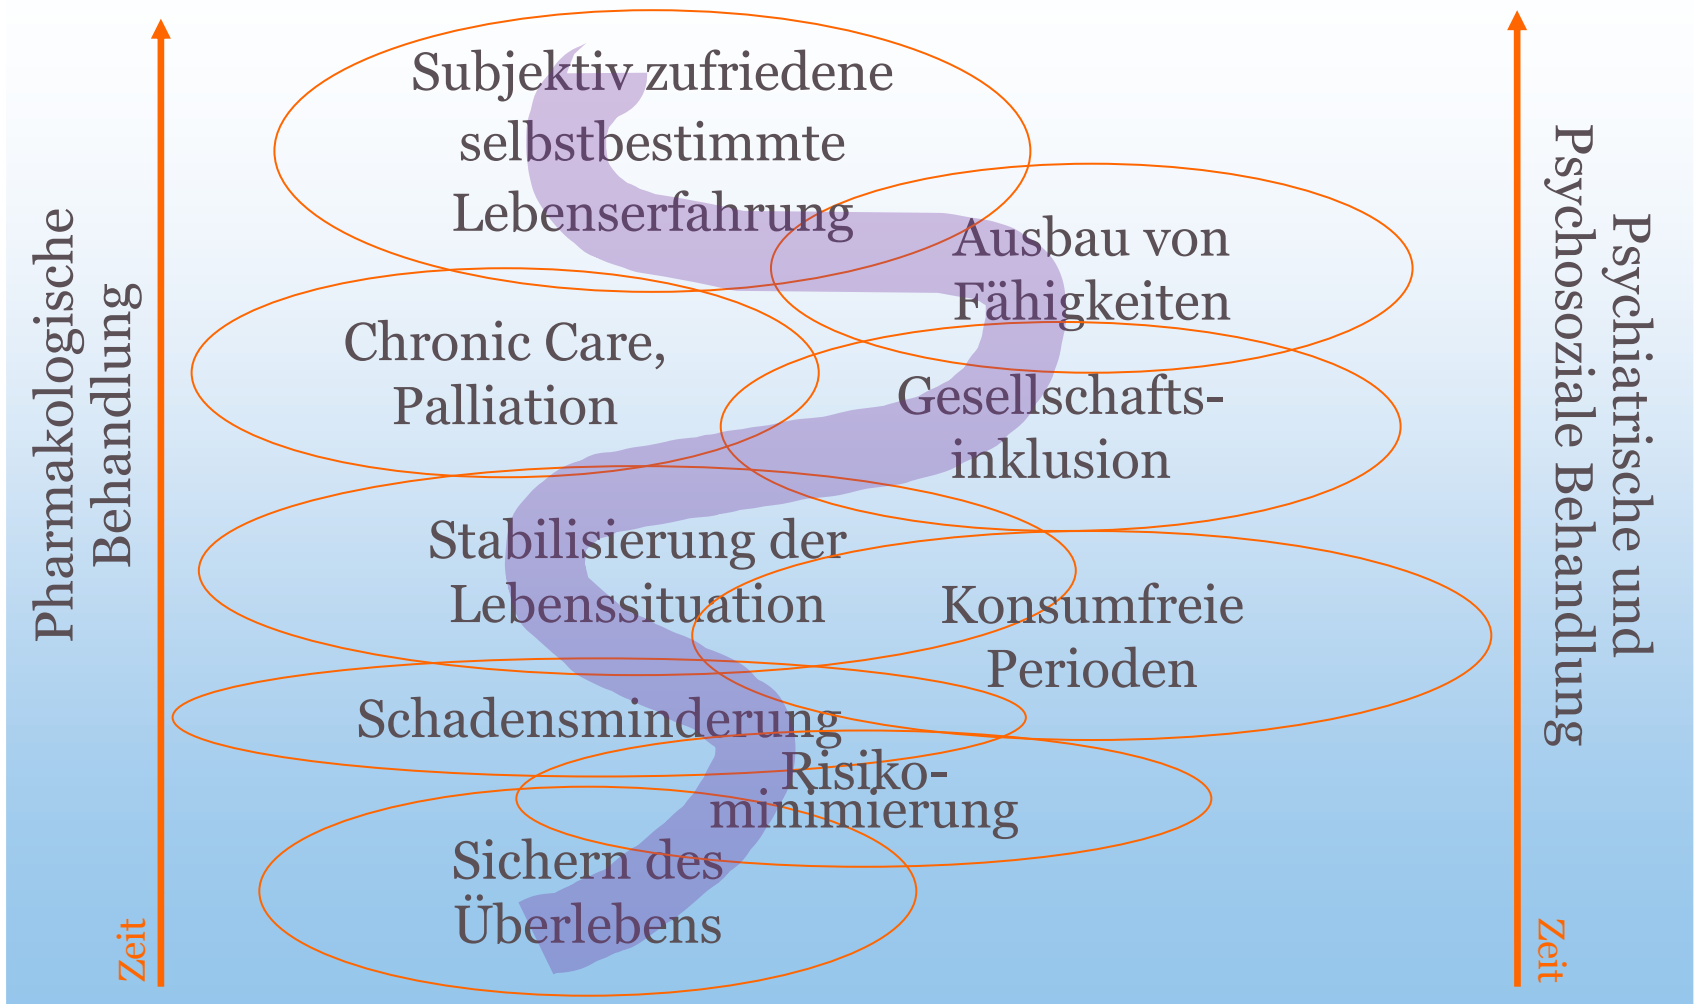 Subjektiv zufriedene
selbstbestimmte
Lebenserfahrung
Ausbau von
Fähigkeiten
Chronic Care,
Palliation
Gesellschafts-
inklusion
Stabilisierung der
Lebenssituation
Konsumfreie
Perioden
Schadensminderung
Risiko-
minimierung
Sichern des
Überlebens
Pharmakologische
Behandlung
Zeit
Psychiatrische und
Psychosoziale Behandlung
Zeit